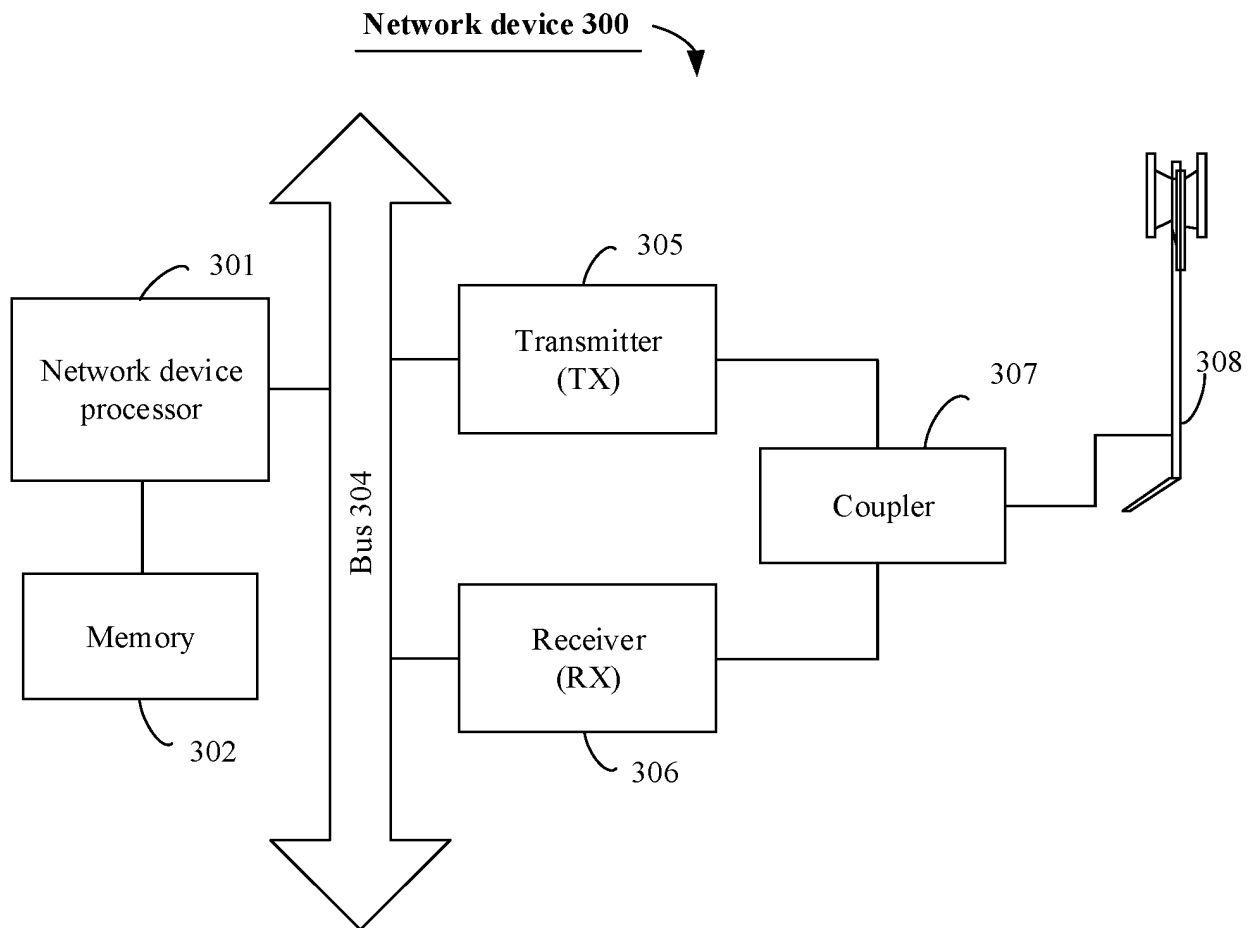 Network device 300
305
301
Transmitter
(TX)
307
308
Network device
processor
Bus 304
Coupler
Memory
Receiver
(RX)
302
306